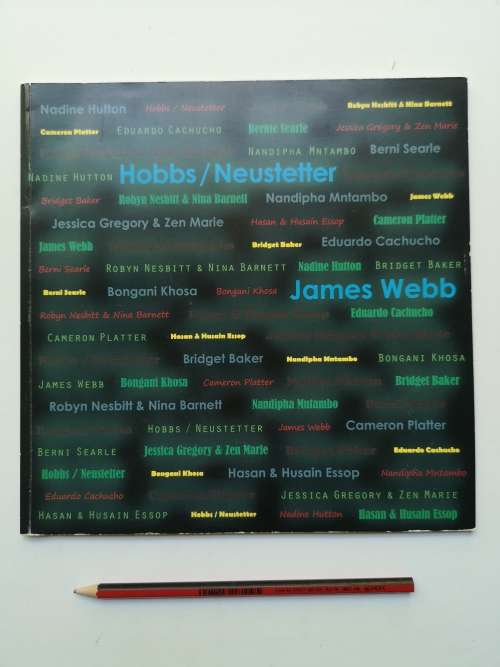 Nadine Hutton Hobbs / Neustetter Robyn Nesbitt & Nina Barnett
Cameron Platter EDUARDO CACHUCHO Bernie Searle Jessica Gregory & Zen Marie
NANDIPHA MNTAMBO Berni Searle
NADINE HUTTON Hobbs / Neustetter
Bridget Baker Robyn Nesbit & Nina Barnett Nandipha Mntambo James Webb
Jessica Gregory & Zen Marie Hasan & Husain Essop Cameron Platter
James Webb Bridget Baker Eduardo Cachucho
Berni Searle ROBYN NESBITT & NINA BARNETT Nadine Hutton BRIDGET BAKER
Berni Searle Bongani Khosa Bongani Khosa James Webb
Robyn Nesbitt & Nina Barnett Eduardo Cachucho
CAMERON PLATTER Hasan & Husain Essop
Bridget Baker Nandipha Mntambo BONGANI KHOSA
JAMES WEBB Bongani Khosa Cameron Platter Bridget Baker
Robyn Nesbitt & Nina Barnett Nandipha Mntambo
HOBBS / NEUSTETTER James Webb Cameron Platter
BERNI SEARLE Jessica Gregory & Zen Marie Eduardo Cachucho
Hobbs / Neustetter Bongani Khosa Hasan & Husain Essop Nandipha Mntambo
Eduardo Cachucho JESSICA GREGORY & ZEN MARIE
HASAN & HUSAIN ESSOP Hobbs / Neustetter Nadine Hutton Hasan & Husain Essop